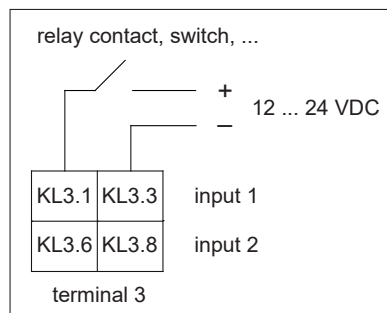 relay contact, switch, ...
+
12 ... 24 VDC
–
KL3.1 KL3.3 input 1
KL3.6 KL3.8 input 2
terminal 3